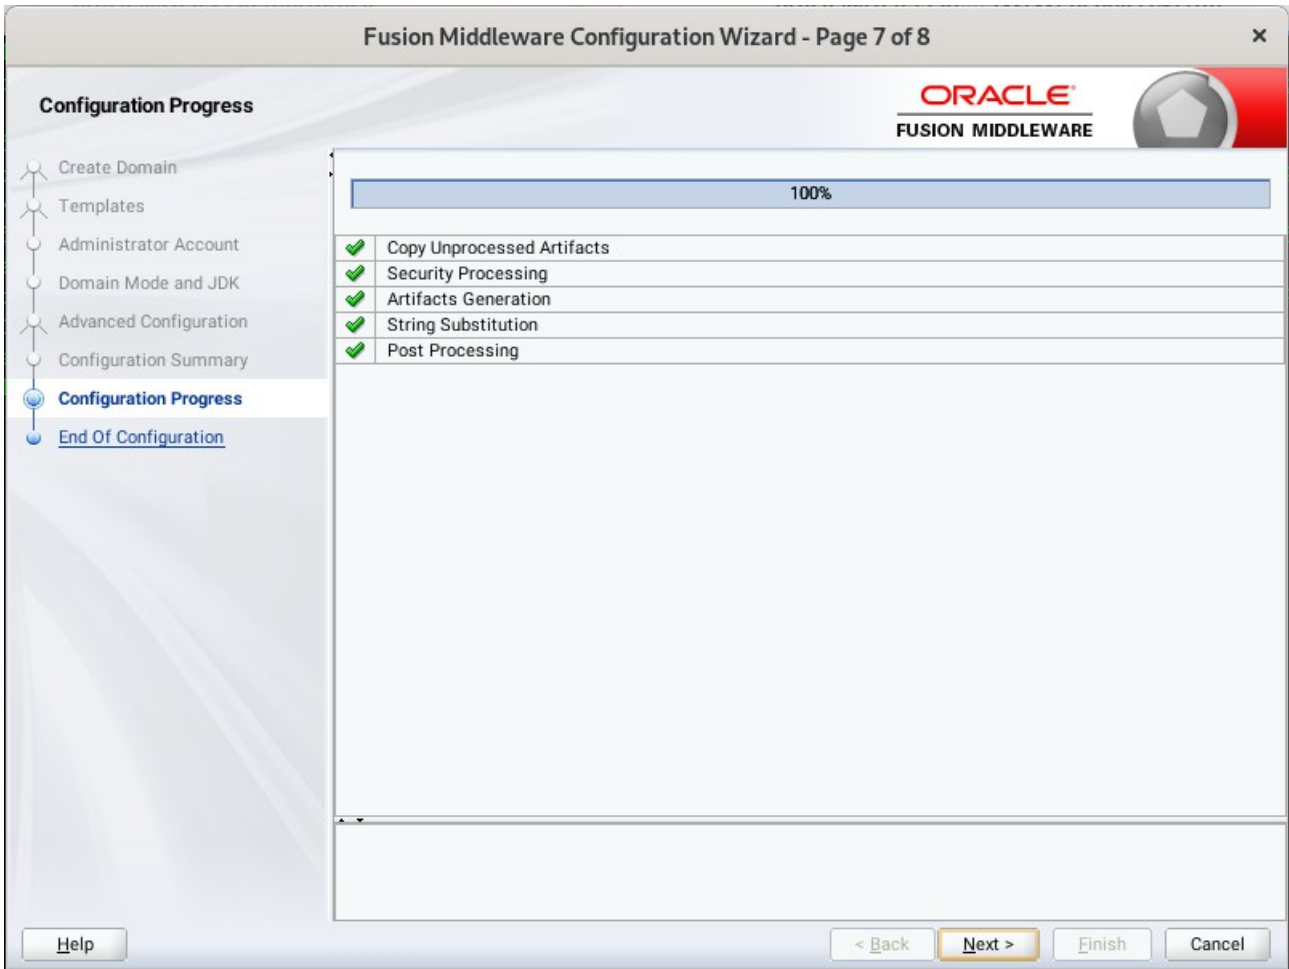 Fusion Middleware Configuration Wizard - Page 7 of 8
Configuration Progress
ORACLE
FUSION MIDDLEWARE
Create Domain
Templates
Administrator Account
Domain Mode and JDK
Advanced Configuration
Configuration Summary
Configuration Progress
End Of Configuration
100%
Copy Unprocessed Artifacts
Security Processing
Artifacts Generation
String Substitution
Post Processing
Help
< Back
Next >
Finish
Cancel